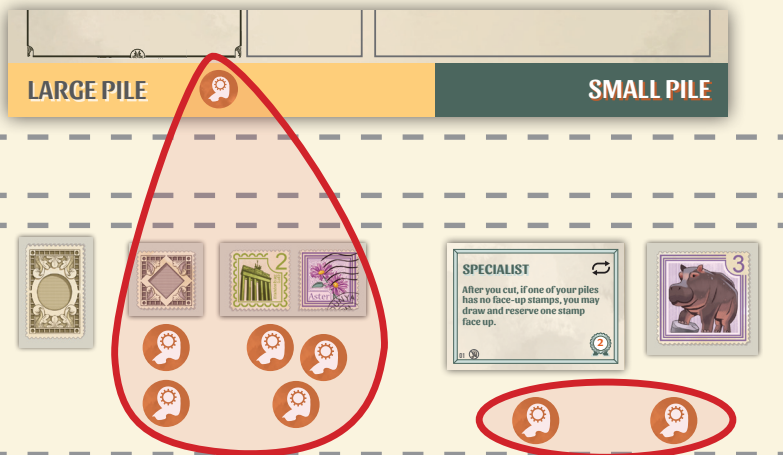 LARGE PILE
SMALL PILE
2
Aster
SPECIALIST
After you cut, if one of your piles
has no face-up stamps, you may
draw and reserve one stamp
face up.
2
01
3